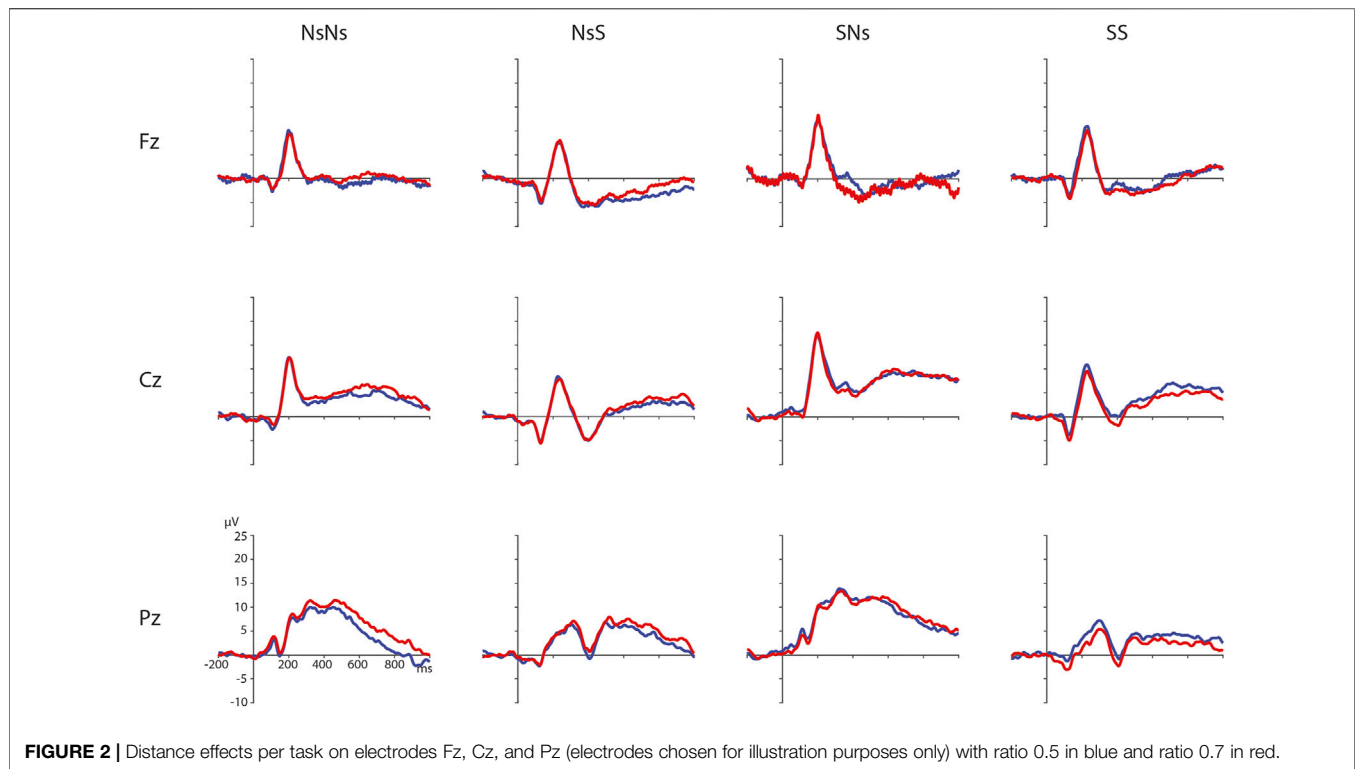 NsNs NsS SNs SS
Fz
Cz
µV
25
20
15
10
5
-5
-10
Pz
-200 200 400 600 800 ms
FIGURE 2 | Distance effects per task on electrodes Fz, Cz, and Pz (electrodes chosen for illustration purposes only) with ratio 0.5 in blue and ratio 0.7 in red.